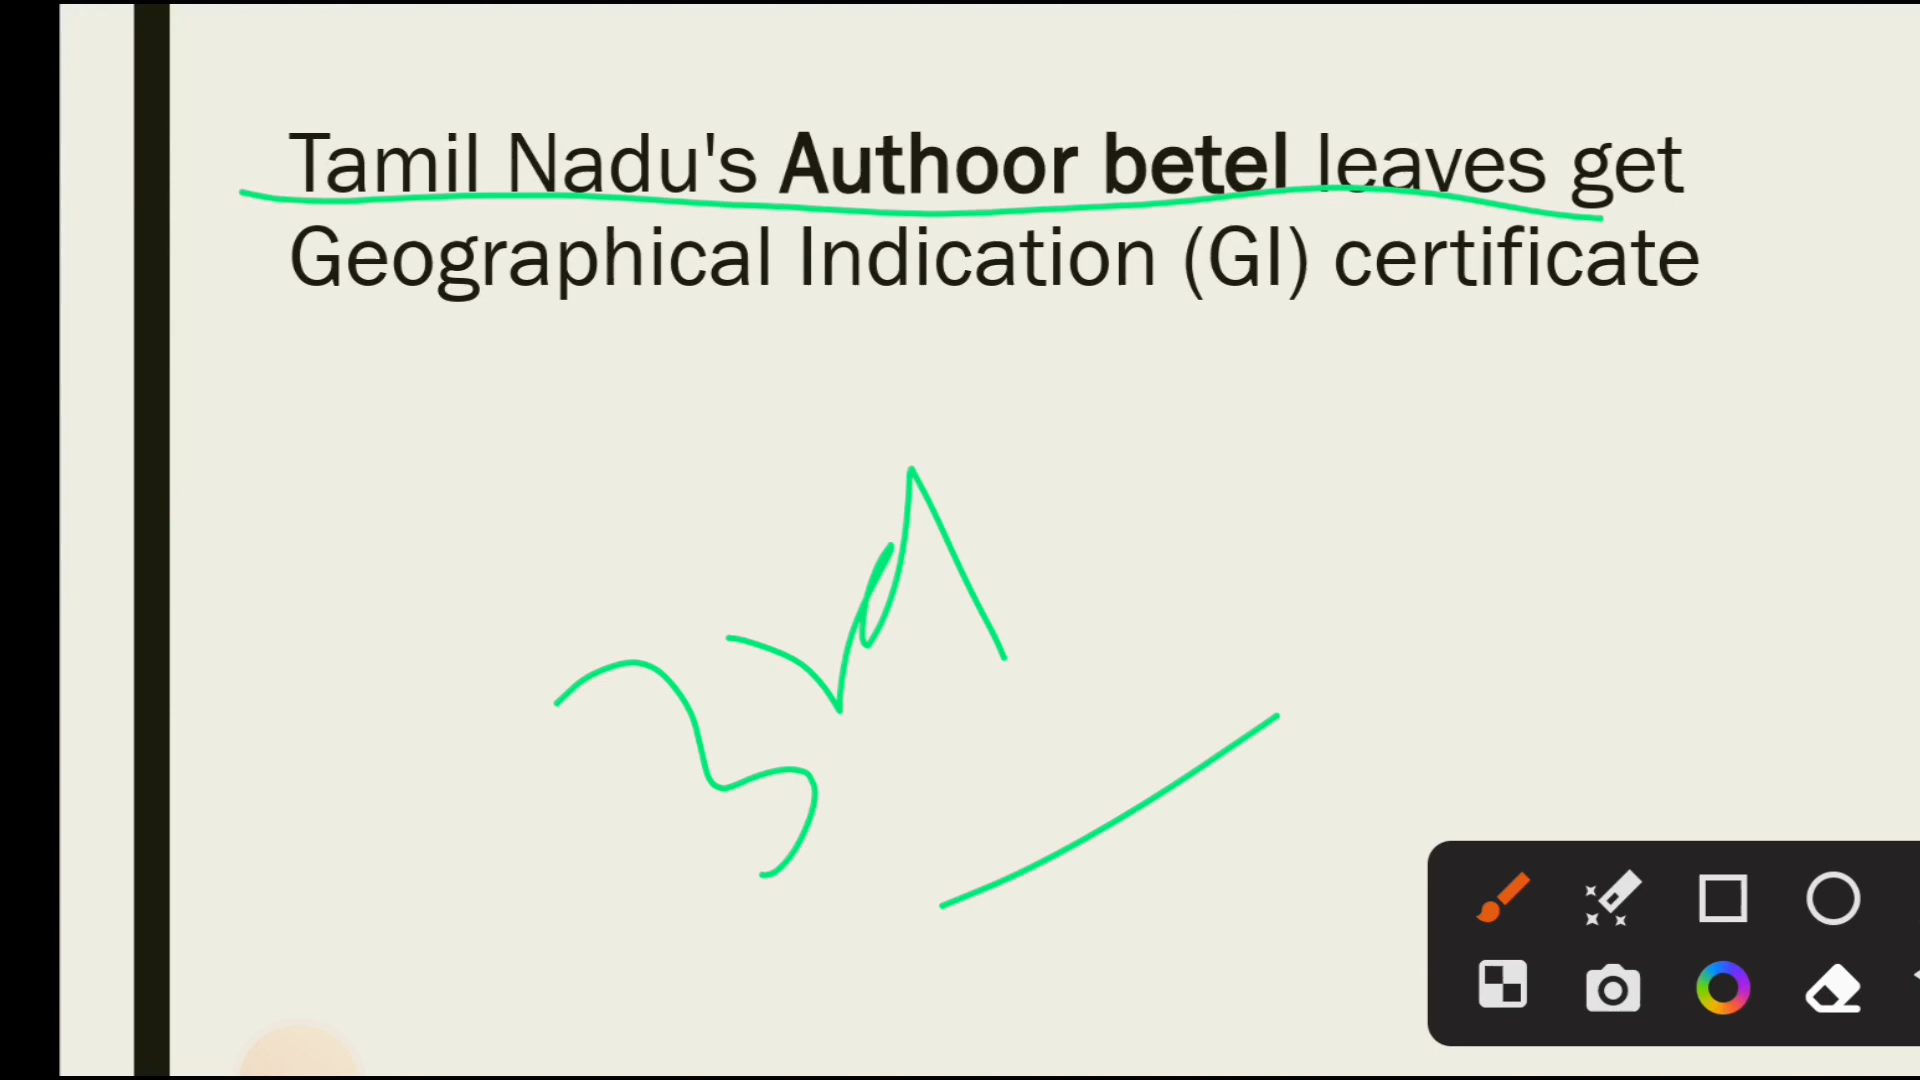 Tamil Nadu's Authoor betel leaves get
Geographical Indication (GI) certificate